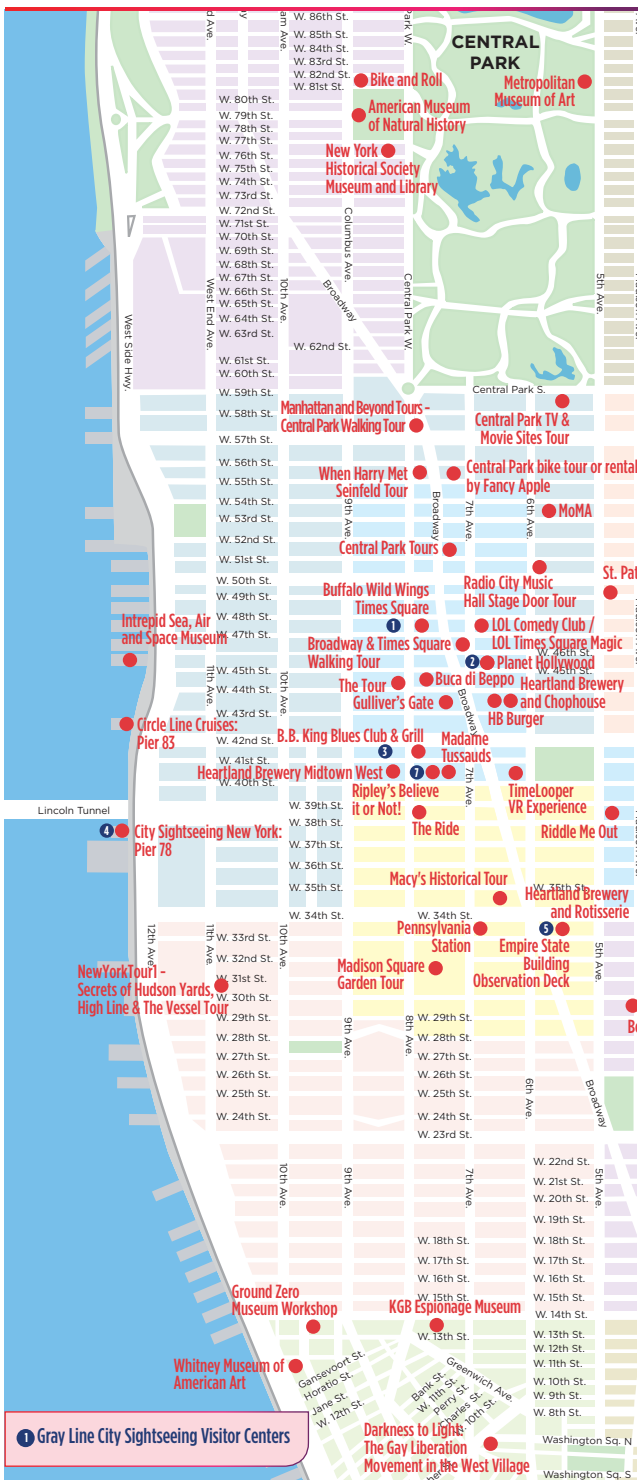 d Ave.
y
am Ave.
W. 86th St.
Park W.
W. 85th St.
W. 84th St.
W. 83rd St.
W. 82nd St.
W. 81st St.
CENTRAL
PARK
Bike and Roll
Metropolitan
Museum of Art
W. 80th St.
W. 79th St.
W. 78th St.
W. 77th St.
W. 76th St.
W. 75th St.
W. 74th St.
W. 73rd St.
W. 72nd St.
W. 71st St.
W. 70th St.
W. 69th St.
W. 68th St.
W. 67th St.
W. 66th St.
W. 65th St.
W. 64th St.
W. 63rd St.
W. 62nd St.
W. 61st St.
W. 60th St.
W. 59th St.
W. 58th St.
W. 57th St.
American Museum
of Natural History
New York
Historical Society
Museum and Library
Columbus Ave.
Broadway
Central Park W.
5th Ave.
West End Ave.
10th Ave.
West Side Hwy.
Central Park S.
Manhattan and Beyond Tours -
Central Park Walking Tour
Central Park TV &
Movie Sites Tour
W. 56th St.
W. 55th St.
W. 54th St.
W. 53rd St.
W. 52nd St.
W. 51st St.
W. 50th St.
W. 49th St.
W. 48th St.
W. 47th St.
When Harry Met
Seinfeld Tour
Central Park bike tour or rental
by Fancy Apple
9th Ave.
Broadway
7th Ave.
6th Ave.
MoMA
Central Park Tours
Radio City Music
Hall Stage Door Tour
St. Pat
Buffalo Wild Wings
Times Square
1
Intrepid Sea, Air
and Space Museum
LOL Comedy Club /
LOL Times Square Magic
Broadway & Times Square
Walking Tour
W. 46th St.
W. 45th St.
2 Planet Hollywood
W. 45th St.
W. 44th St.
W. 43rd St.
W. 42nd St.
W. 41st St.
W. 40th St.
11th Ave.
10th Ave.
The Tour
Buca di Beppo
Gulliver's Gate
Broadway
Heartland Brewery
and Chophouse
HB Burger
Circle Line Cruises:
Pier 83
B.B. King Blues Club & Grill
3
Madame
Tussauds
Heartland Brewery Midtown West
7
7th Ave.
Ripley's Believe
it or Not!
TimeLooper
VR Experience
Lincoln Tunnel
W. 39th St.
W. 38th St.
W. 37th St.
W. 36th St.
W. 35th St.
W. 34th St.
The Ride
Riddle Me Out
4
City Sightseeing New York:
Pier 78
Macy's Historical Tour
W. 35th St.
Heartland Brewery
and Rotisserie
W. 34th St.
Pennsylvania
Station
5
Empire State
Building
Observation Deck
5th Ave.
12th Ave.
11th Ave.
10th Ave.
W. 33rd St.
W. 32nd St.
W. 31st St.
W. 30th St.
W. 29th St.
W. 28th St.
W. 27th St.
W. 26th St.
W. 25th St.
W. 24th St.
Madison Square
Garden Tour
NewYorkTour1 -
Secrets of Hudson Yards,
High Line & The Vessel Tour
9th Ave.
8th Ave.
W. 29th St.
W. 28th St.
W. 27th St.
W. 26th St.
W. 25th St.
W. 24th St.
W. 23rd St.
6th Ave.
Broadway
W. 22nd St.
W. 21st St.
W. 20th St.
W. 19th St.
W. 18th St.
W. 17th St.
W. 16th St.
W. 15th St.
W. 14th St.
W. 13th St.
W. 12th St.
W. 11th St.
W. 10th St.
W. 9th St.
W. 8th St.
10th Ave.
9th Ave.
7th Ave.
5th Ave.
W. 18th St.
W. 17th St.
W. 16th St.
W. 15th St.
W. 13th St.
Ground Zero
Museum Workshop
KGB Espionage Museum
Whitney Museum of
American Art
Gansevoort St.
Horatio St.
Jane St.
W. 12th St.
Greenwich Ave.
Bank St.
W. 11th St.
Perry St.
Charles St.
W. 10th St.
Darkness to Light:
The Gay Liberation
Movement in the West Village
Washington Sq. N
Washington Sq. S
1 Gray Line City Sightseeing Visitor Centers